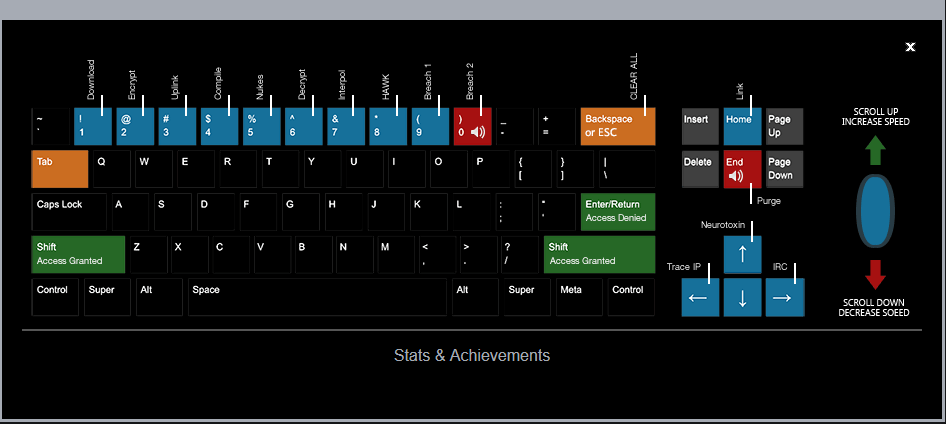 x
Download
Encrypt
Uplink
Compile
Nukes
Decrypt
Interpol
HAWK
Breach 1
Breach 2
CLEAR ALL
Link
SCROLL UP
INCREASE SPEED
~ ! @ # $ % ^ & * ( ) _ +
` 1 2 3 4 5 6 7 8 9 0 - =
Backspace
or ESC
Insert Home Page
Up
Tab Q W E R T Y U I O P { } |
[ ] \
Delete End Page
Down
Purge
Caps Lock A S D F G H J K L : "
; '
Enter/Return
Access Denied
Neurotoxin
Shift Z X C V B N M < > ? Shift
Access Granted , . / Access Granted
↑
Trace IP IRC
Control Super Alt Space Alt Super Meta Control
← ↓ →
SCROLL DOWN
DECREASE SOEED
Stats & Achievements